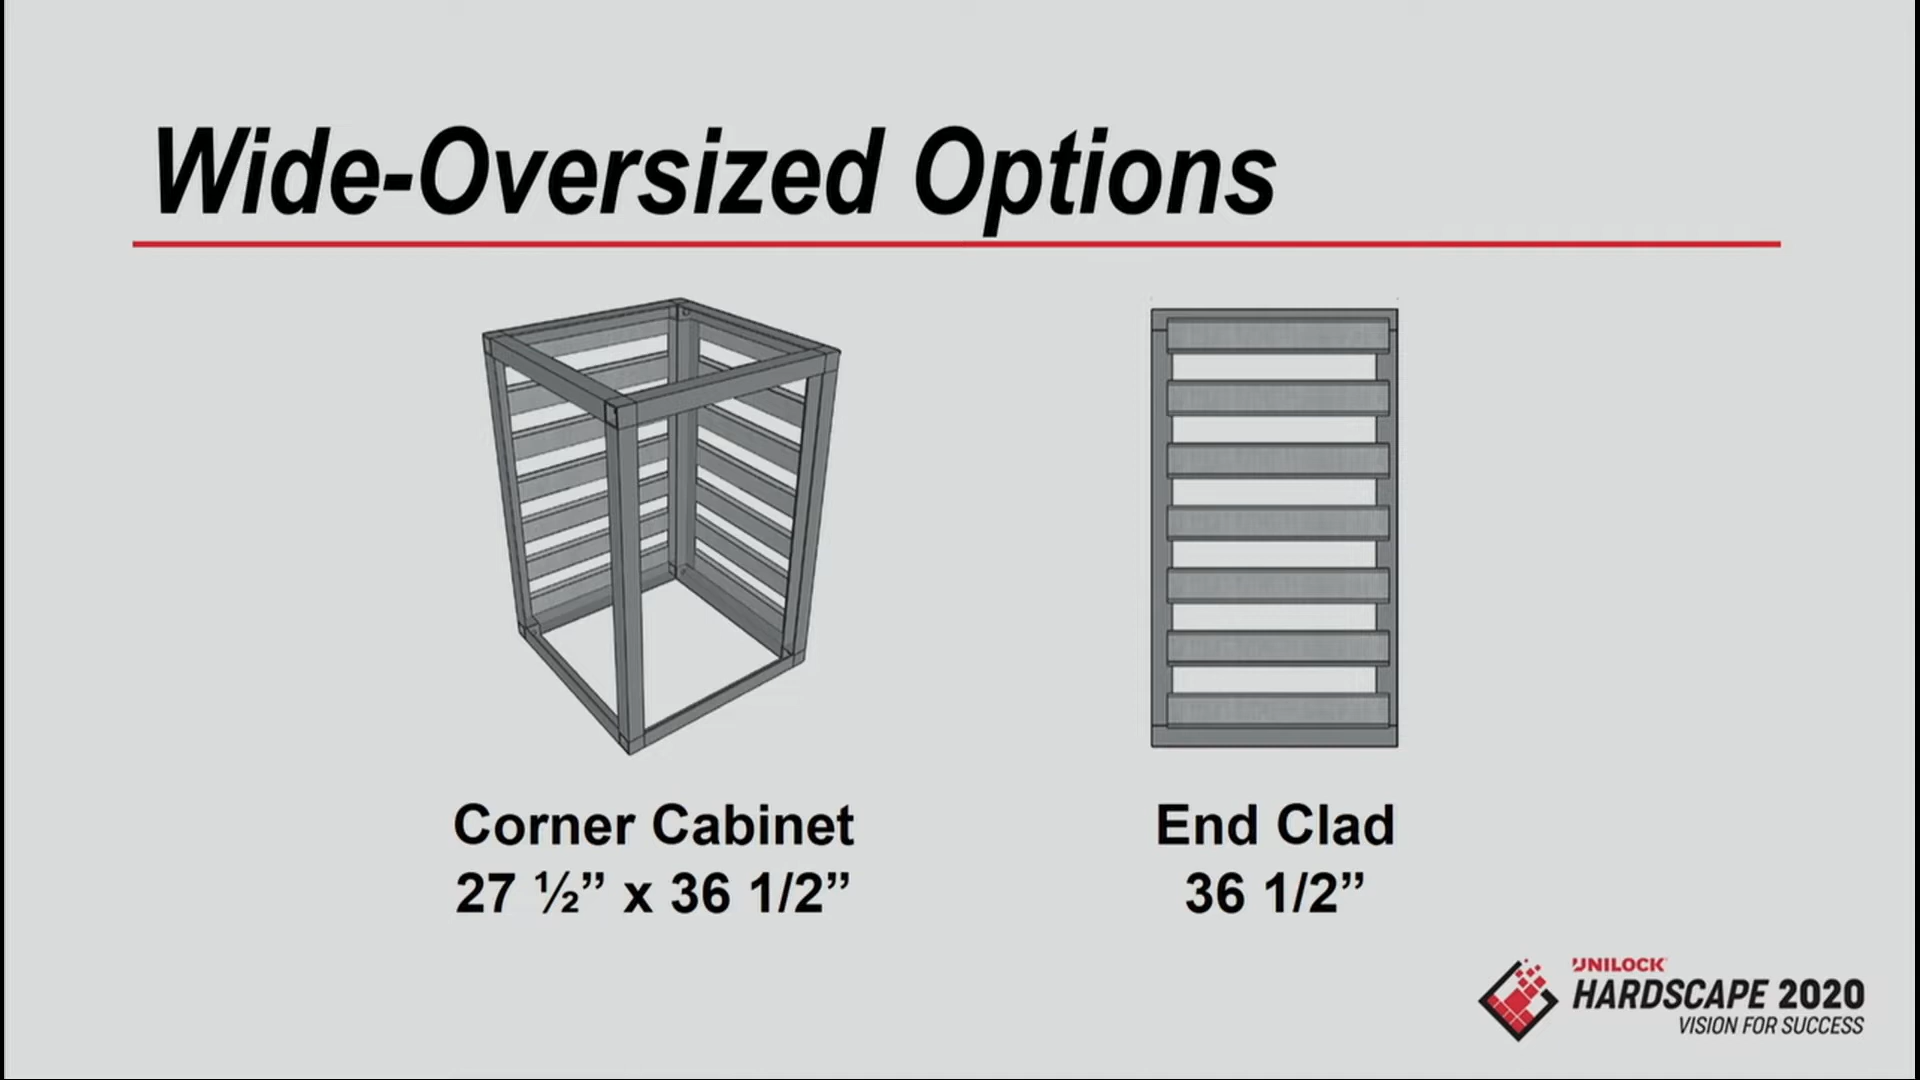 Wide-Oversized Options
Corner Cabinet
27 ½” x 36 1/2”
End Clad
36 1/2”
UNILOCK
HARDSCAPE 2020
VISION FOR SUCCESS